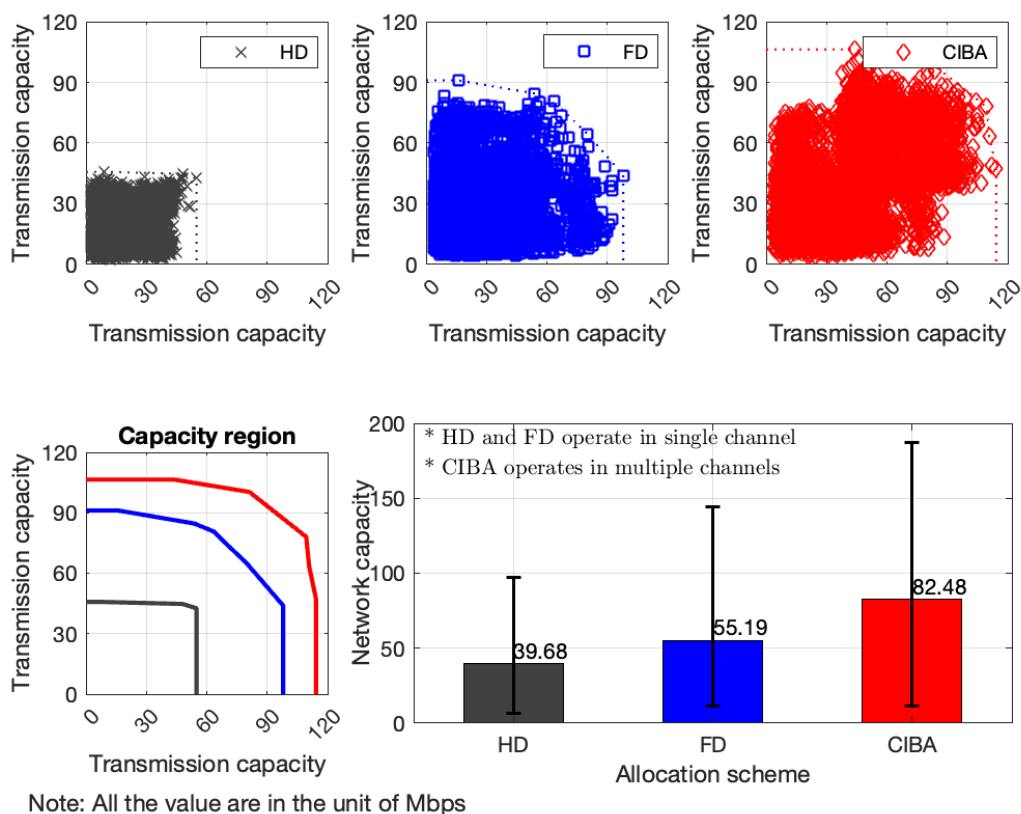 120
90
60
30
0
Transmission capacity
HD
0
30
60
90
120
Transmission capacity
120
90
60
30
0
Transmission capacity
FD
0
30
60
90
120
Transmission capacity
120
90
60
30
0
Transmission capacity
CIBA
0
30
60
90
120
Transmission capacity
Capacity region
120
90
60
30
0
Transmission capacity
0
30
60
90
120
Transmission capacity
200
150
100
50
0
Network capacity
* HD and FD operate in single channel
* CIBA operates in multiple channels
39.68
55.19
82.48
HD
FD
CIBA
Allocation scheme
Note: All the value are in the unit of Mbps